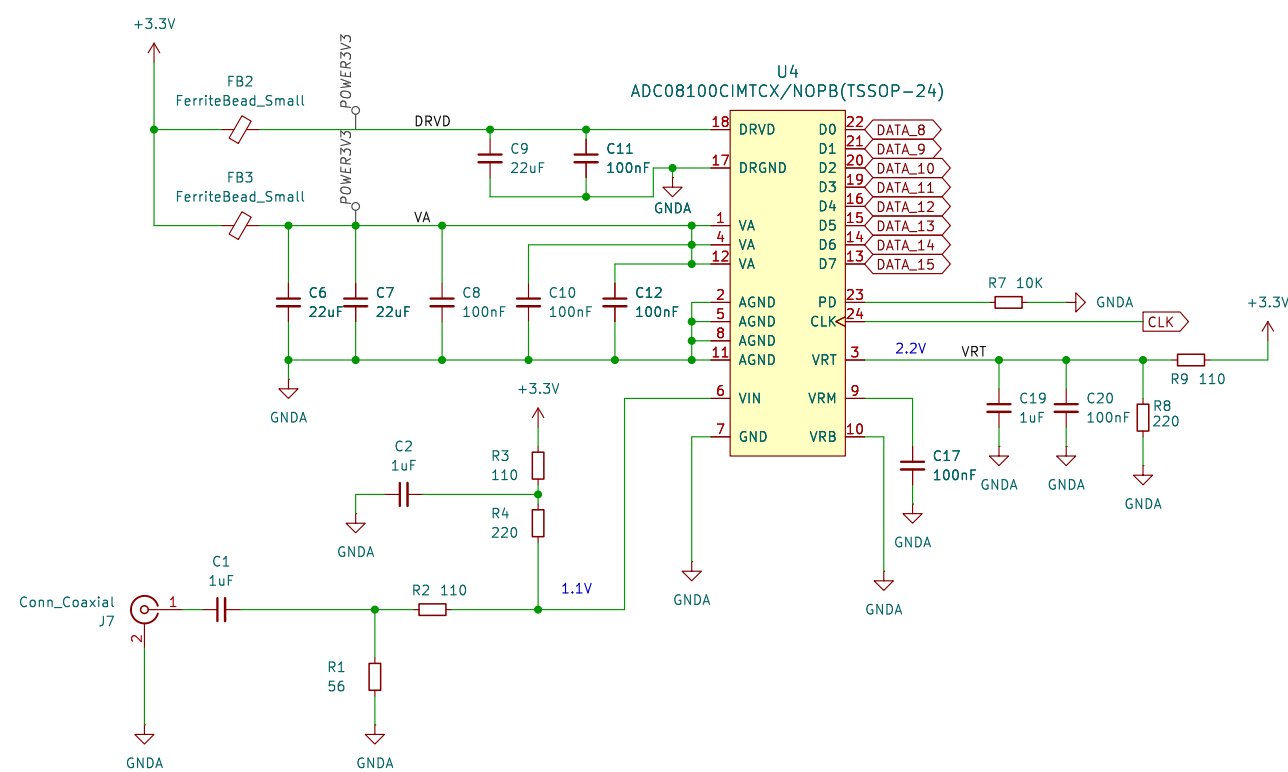 +3.3V
FB2
FerriteBead_Small
POWER3V3
DRVD
C9
22uF
C11
100nF
GNDA
FB3
FerriteBead_Small
POWER3V3
VA
C6
22uF
C7
22uF
C8
100nF
C10
100nF
C12
100nF
GNDA
U4
ADC08100CIMTCX/NOPB(TSSOP-24)
18 DRVD
17 DRGND
1 VA
4 VA
12 VA
2 AGND
5 AGND
8 AGND
11 AGND
6 VIN
7 GND
D0 22 DATA_8
D1 21 DATA_9
D2 20 DATA_10
D3 19 DATA_11
D4 16 DATA_12
D5 15 DATA_13
D6 14 DATA_14
D7 13 DATA_15
PD 23
CLK 24
VRT 3
VRM 9
VRB 10
R7 10K
GNDA
CLK
+3.3V
2.2V
VRT
R9 110
C19
1uF
C20
100nF
R8
220
GNDA
GNDA
GNDA
C17
100nF
GNDA
GNDA
GNDA
+3.3V
R3
110
C2
1uF
R4
220
GNDA
C1
1uF
R2 110
1.1V
Conn_Coaxial
J7
1
2
R1
56
GNDA
GNDA